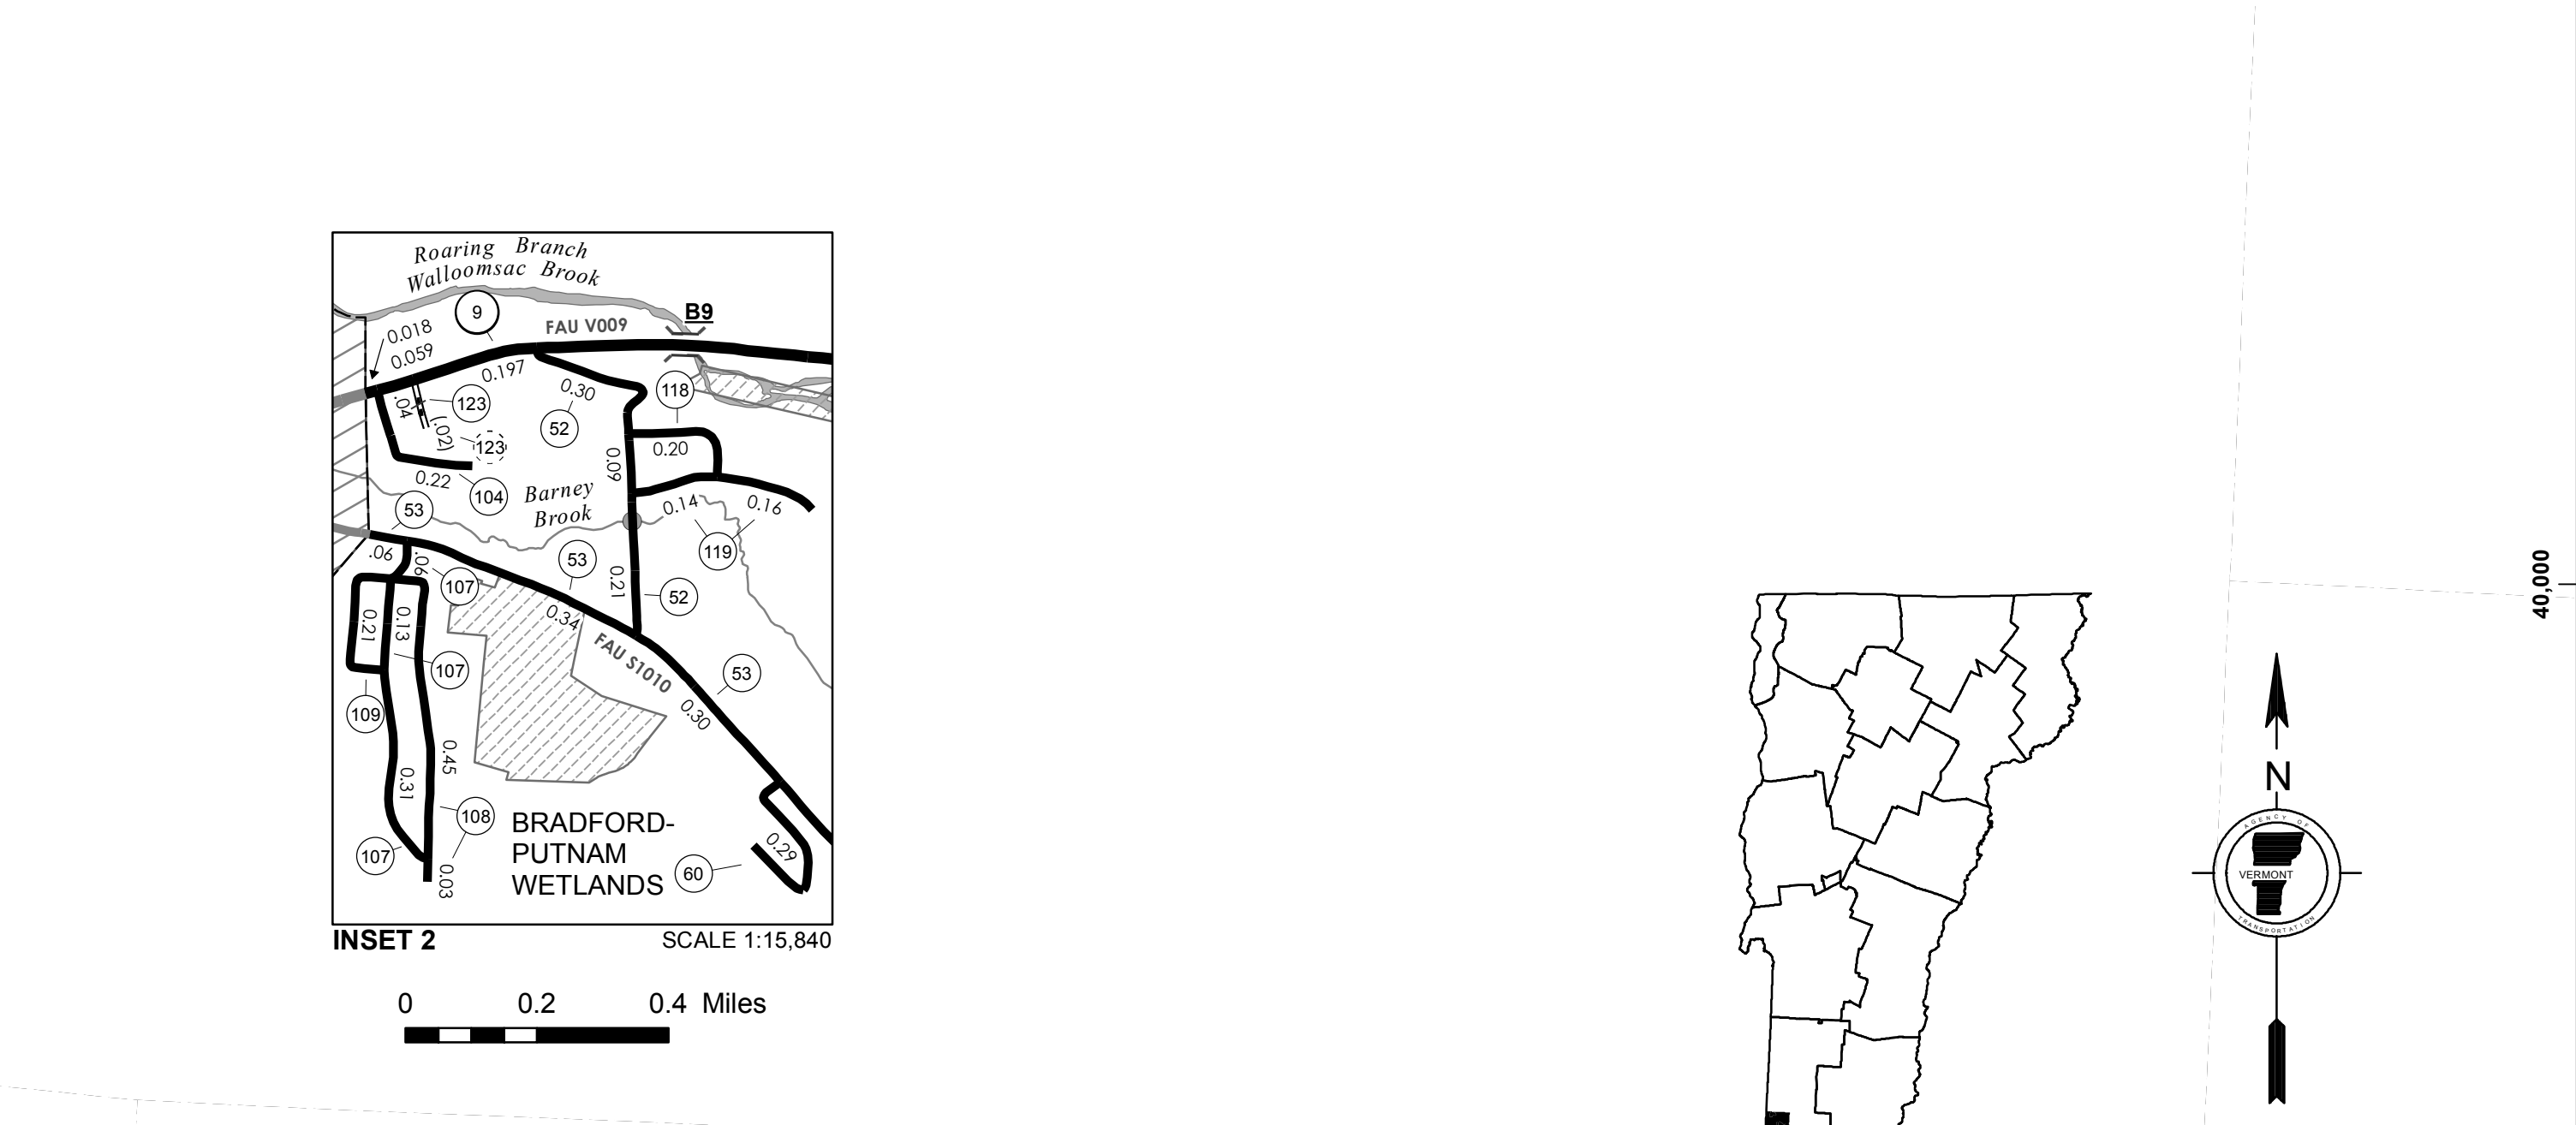 Roaring Branch
Walloomsac Brook
9
B9
FAU V009
0.018
0.059
0.197
0.30
118
.04
123
52
(.02)
123
0.20
0.09
0.22
104
Barney
Brook
0.14
0.16
53
119
.06
.06
53
107
0.21
52
0.34
0.21
0.13
FAU S1010
53
107
109
0.30
0.45
0.31
108
107
0.03
BRADFORD-
PUTNAM
WETLANDS
0.29
60
INSET 2
SCALE 1:15,840
0 0.2 0.4 Miles
40,000
N
AGENCY OF
VERMONT
TRANSPORTATION